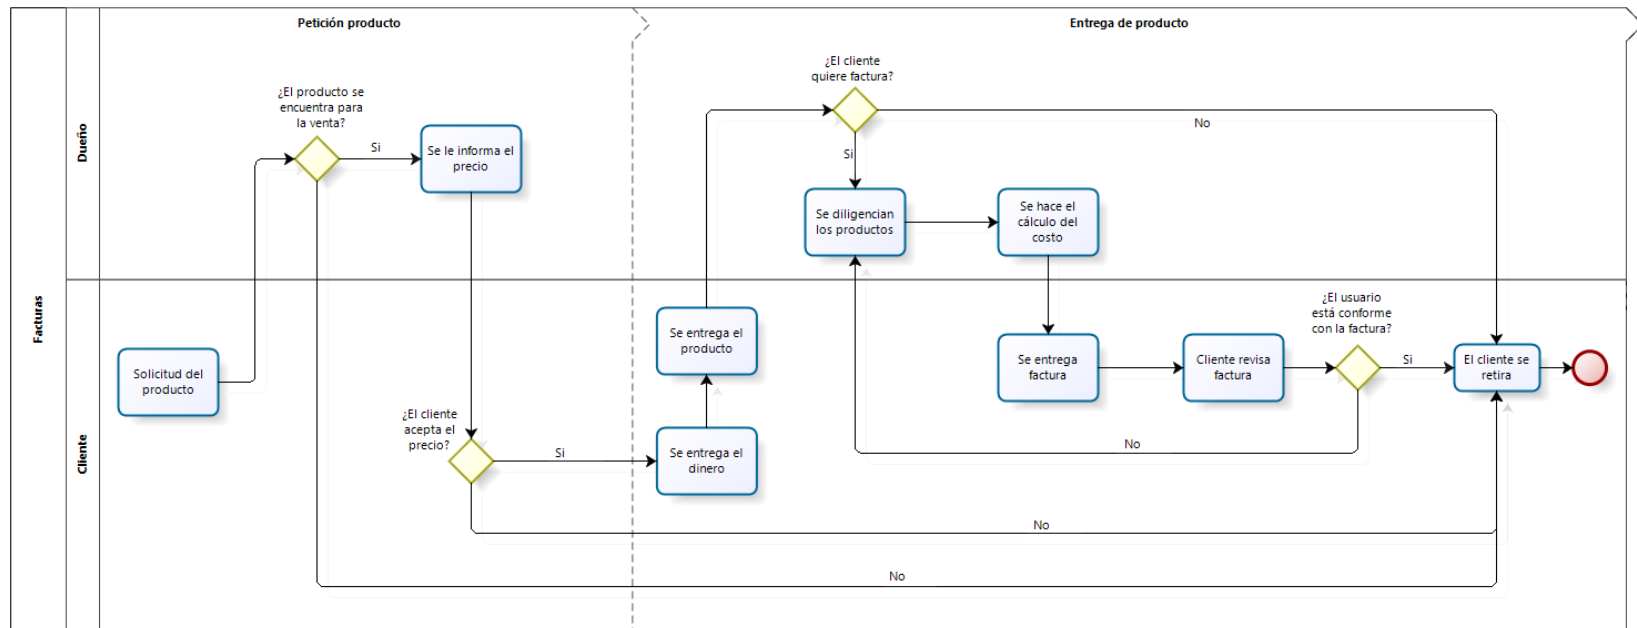 Petición producto
Entrega de producto
Facturas
Dueño
Cliente
¿El producto se
encuentra para
la venta?
Si
Se le informa el
precio
¿El cliente
quiere factura?
No
Si
Se diligencian
los productos
Se hace el
cálculo del
costo
Solicitud del
producto
¿El cliente
acepta el
precio?
Si
Se entrega el
producto
Se entrega el
dinero
Se entrega
factura
Cliente revisa
factura
¿El usuario
está conforme
con la factura?
Si
El cliente se
retira
No
No
No